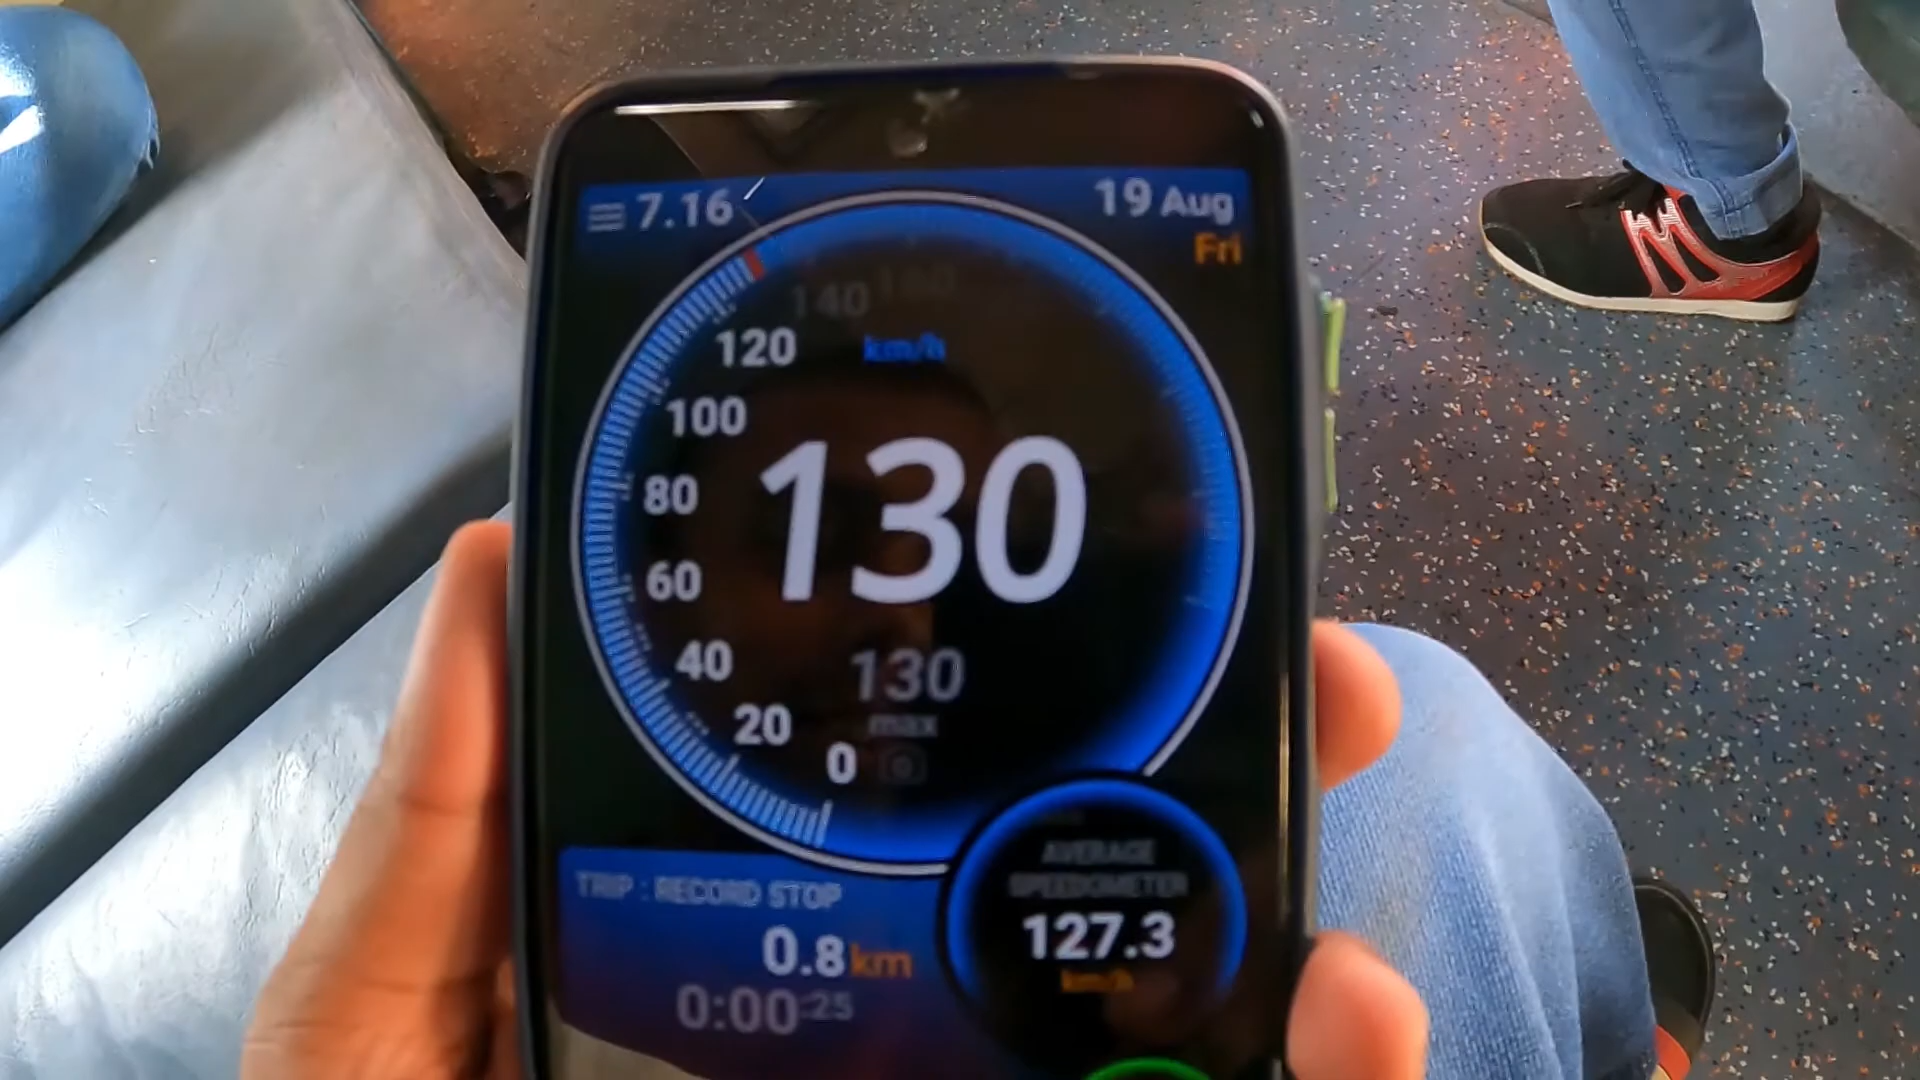 7.16
19 Aug
Fri
140 160
120 km/h
100
130
80
60
40
130
20
max
0
AVERAGE
SPEEDOMETER
127.3
km/h
TRIP : RECORD STOP
0.8 km
0:00:25